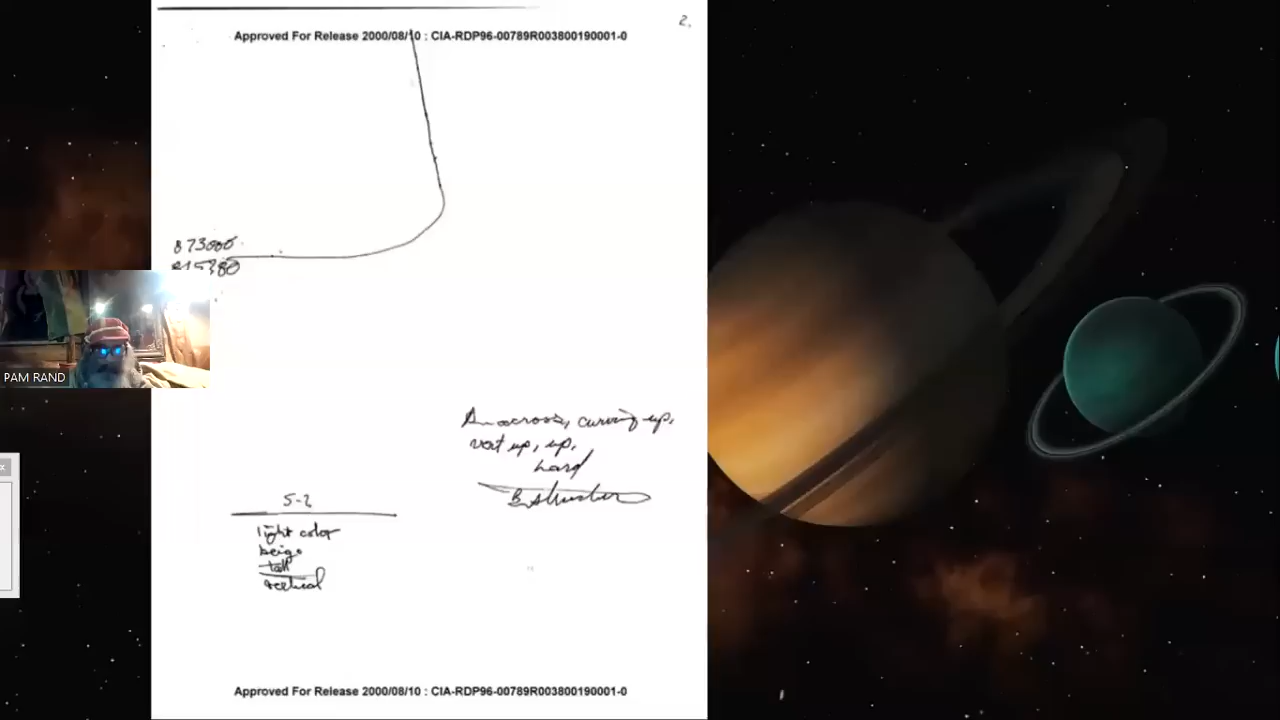 2.
Approved For Release 2000/08/10 : CIA-RDP96-00789R003800190001-0
873000
PAM RAND
A- across, curving up,
vert up, up,
hard
S-2
light color
beige
tall
vertical
x
Approved For Release 2000/08/10 : CIA-RDP96-00789R003800190001-0